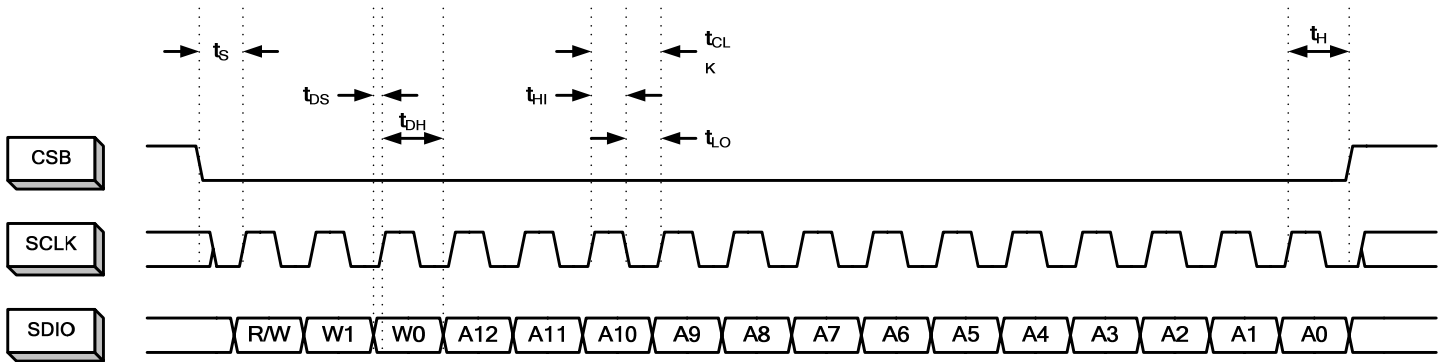 tS tCLK tH
tDS tHI
tDH tLO
CSB
SCLK
SDIO R/W W1 W0 A12 A11 A10 A9 A8 A7 A6 A5 A4 A3 A2 A1 A0